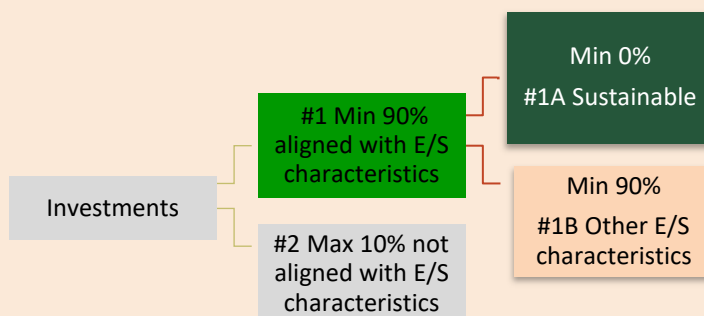 Investments
#1 Min 90%
aligned with E/S
characteristics
#2 Max 10% not
aligned with E/S
characteristics
Min 0%
#1A Sustainable
Min 90%
#1B Other E/S
characteristics